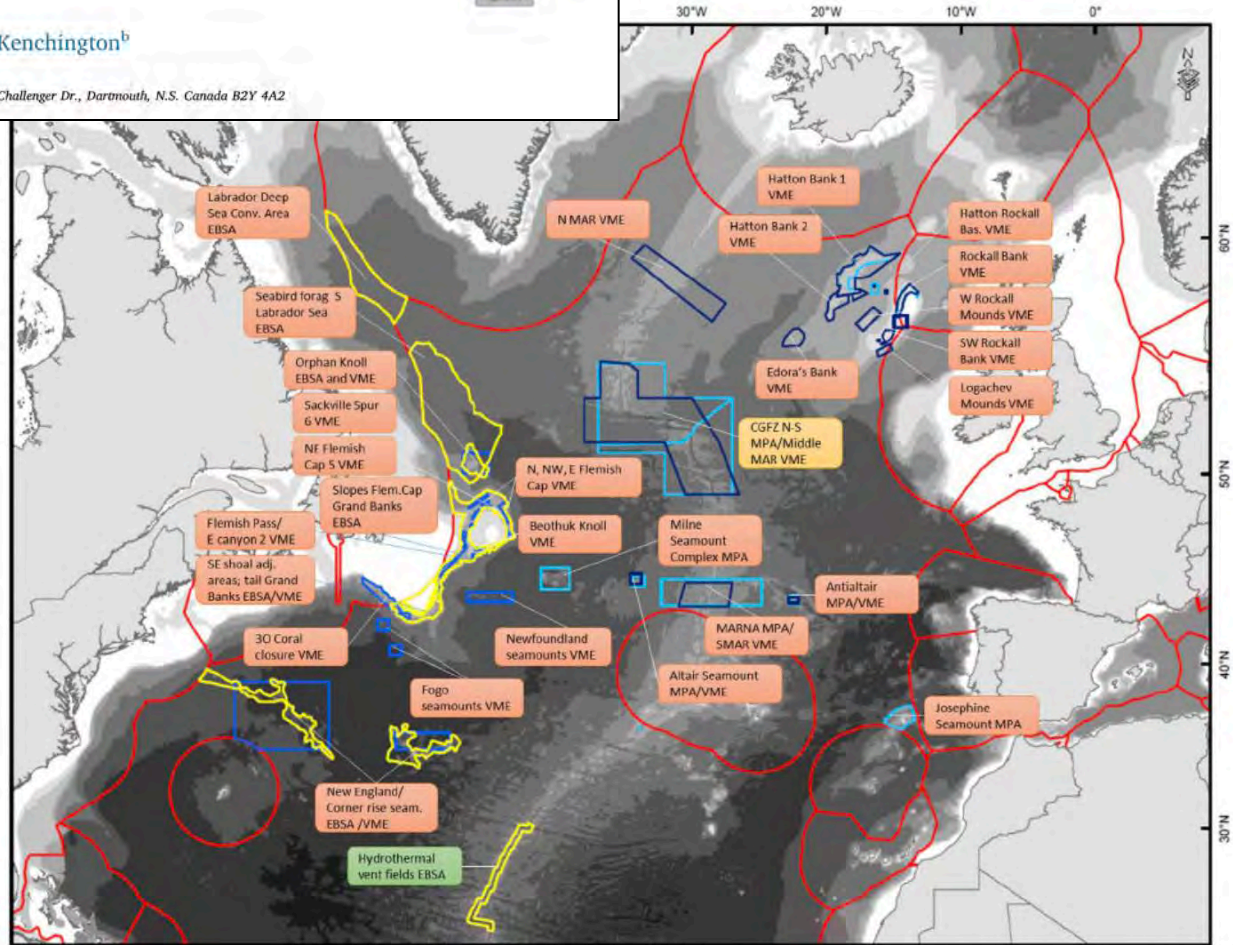 Kenchington^b
Challenger Dr., Dartmouth, N.S. Canada B2Y 4A2
30°W
20°W
10°W
0°
N
60°N
50°N
40°N
30°N
Labrador Deep
Sea Conv. Area
EBSA
Seabird forag S
Labrador Sea
EBSA
Orphan Knoll
EBSA and VME
Sackville Spur
6 VME
NE Flemish
Cap 5 VME
Slopes Flem.Cap
Grand Banks
EBSA
Flemish Pass/
E canyon 2 VME
SE shoal adj.
areas; tail Grand
Banks EBSA/VME
3O Coral
closure VME
Fogo
seamounts VME
New England/
Corner rise seam.
EBSA /VME
Hydrothermal
vent fields EBSA
N MAR VME
Hatton Bank 1
VME
Hatton Bank 2
VME
Hatton Rockall
Bas. VME
Rockall Bank
VME
W Rockall
Mounds VME
SW Rockall
Bank VME
Logachev
Mounds VME
Edora's Bank
VME
CGFZ N-S
MPA/Middle
MAR VME
N, NW, E Flemish
Cap VME
Beothuk Knoll
VME
Milne
Seamount
Complex MPA
Newfoundland
seamounts VME
Antialtair
MPA/VME
MARNA MPA/
SMAR VME
Altair Seamount
MPA/VME
Josephine
Seamount MPA